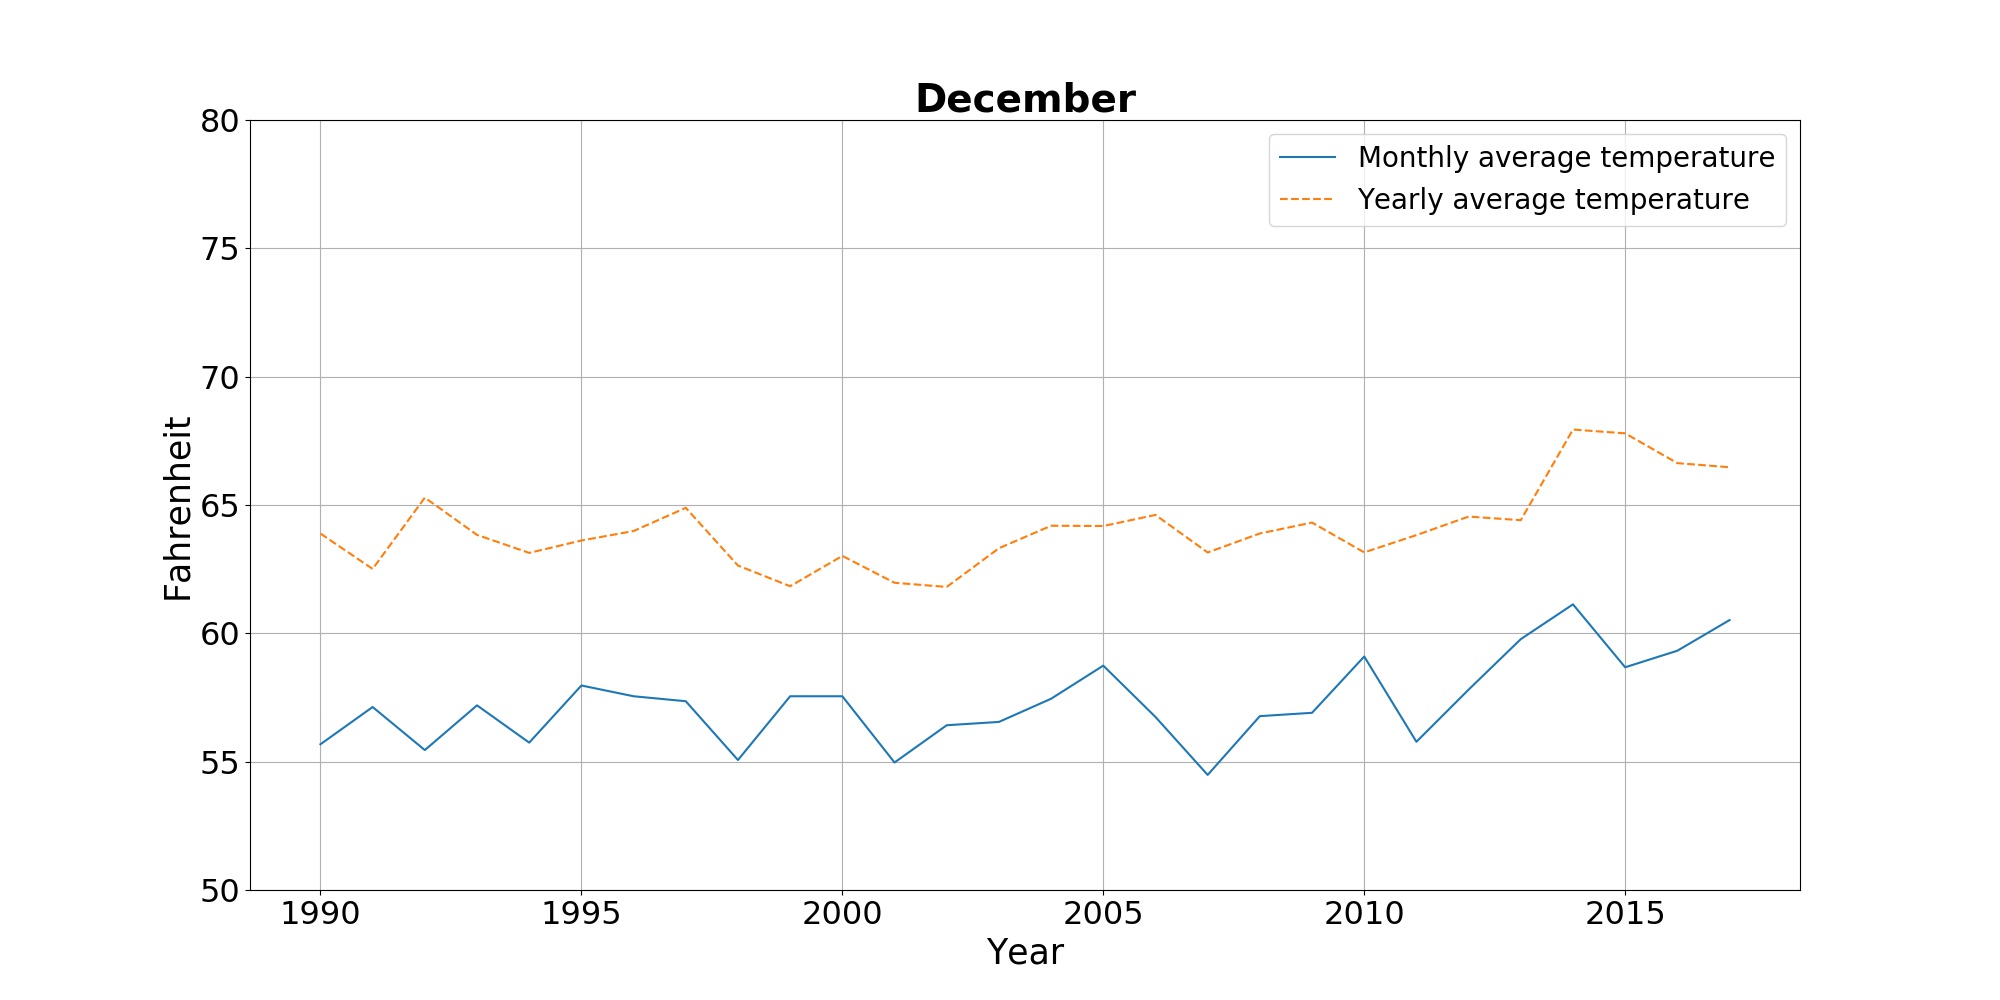 December
80
75
70
65
60
55
50
Fahrenheit
Monthly average temperature
Yearly average temperature
1990 1995 2000 2005 2010 2015
Year